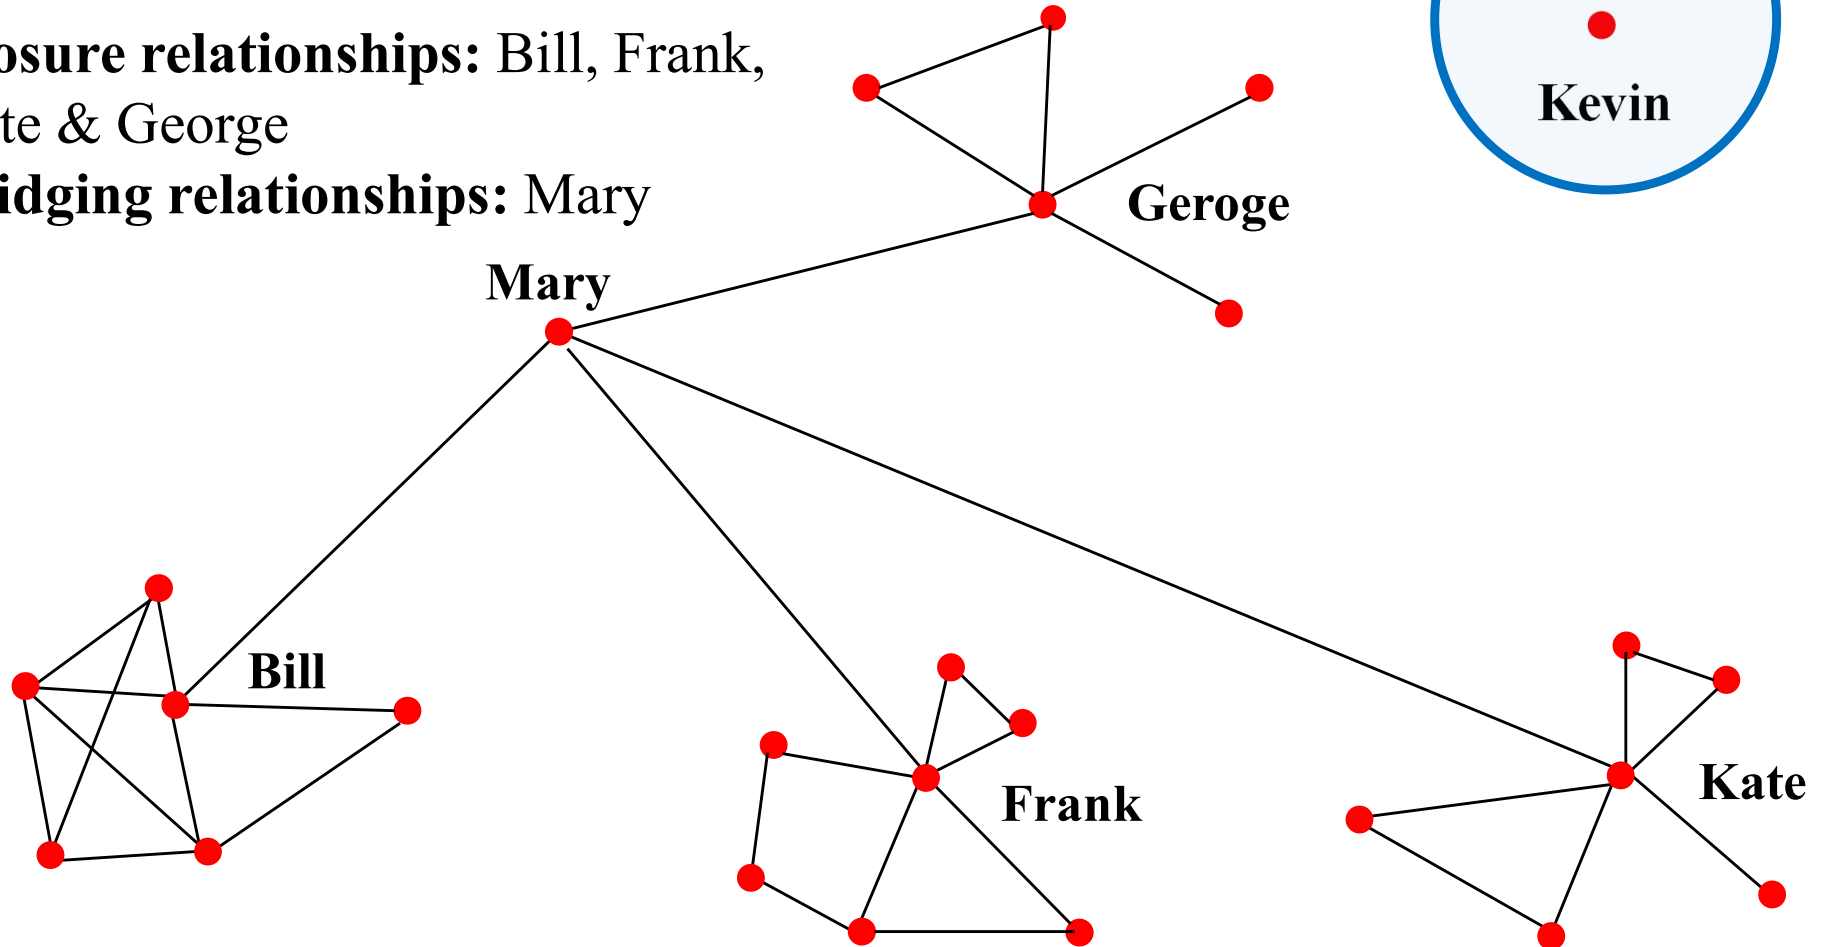 osure relationships: Bill, Frank,
te & George
idging relationships: Mary
Kevin
Geroge
Mary
Bill
Frank
Kate